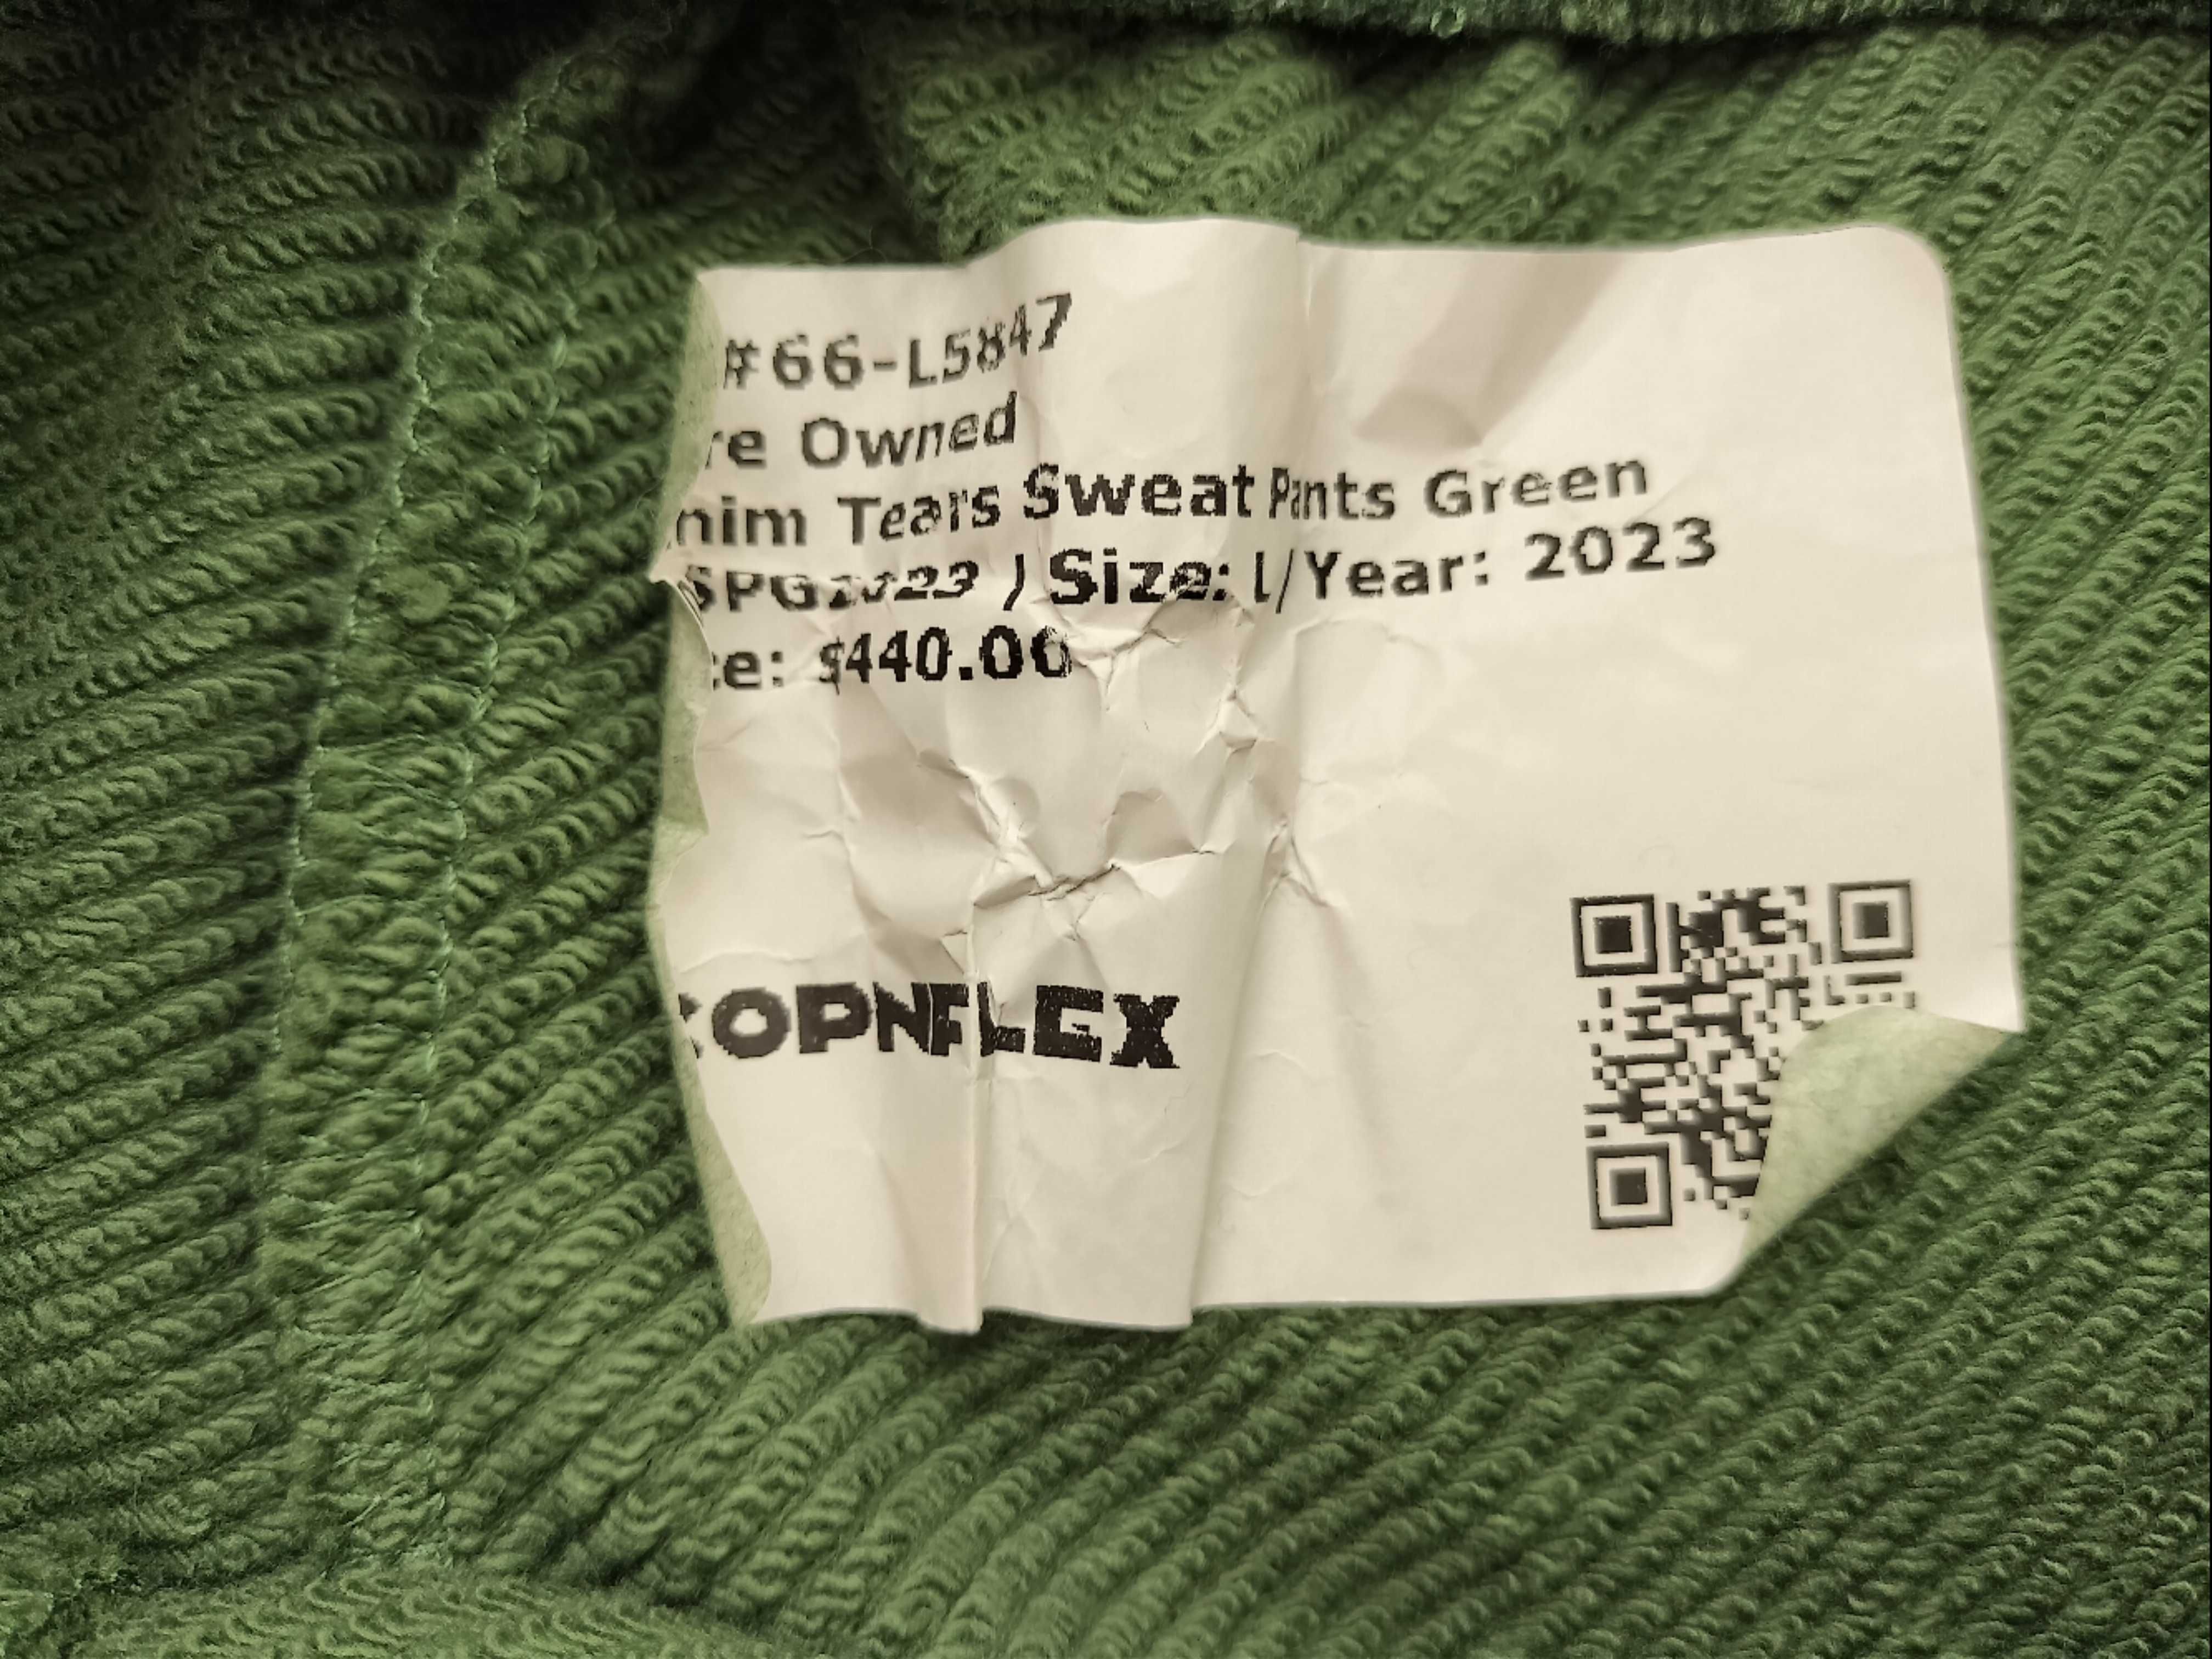 #66-L5847
re Owned
nim Tears Sweat Pants Green
SPG2023 / Size: l/Year: 2023
ce: $440.00
COPNFLEX